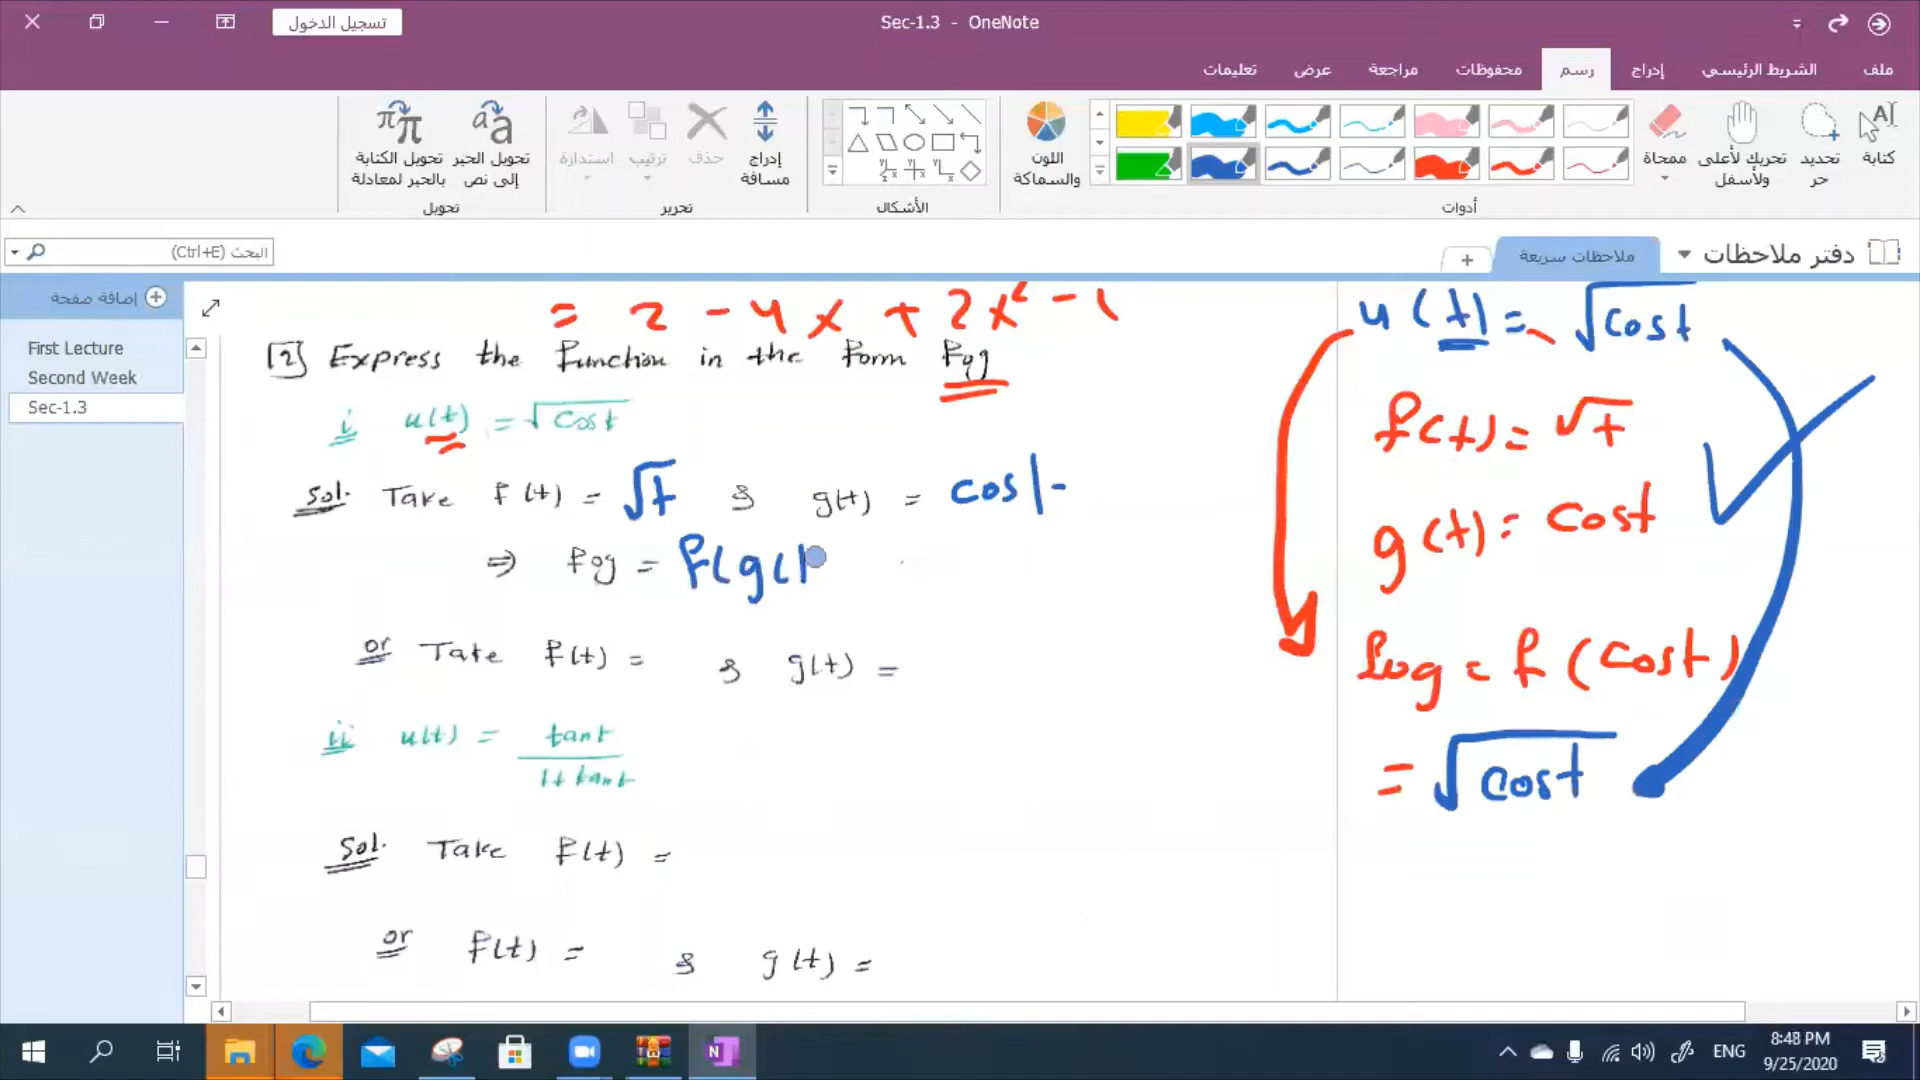 تسجيل الدخول
Sec-1.3 - OneNote
ملف
الشريط الرئيسي
إدراج
رسم
محفوظات
مراجعة
عرض
تعليمات
كتابة
تحديد حر
تحريك لأعلى ولأسفل
ممحاة
أدوات
اللون والسماكة
الأشكال
إدراج مسافة
حذف
ترتيب
استدارة
تحرير
تحويل الحبر إلى نص
تحويل الكتابة بالحبر لمعادلة
تحويل
دفتر ملاحظات
ملاحظات سريعة
البحث (Ctrl+E)
إضافة صفحة
First Lecture
Second Week
Sec-1.3
= 2 - 4x + 2x² - 1
[2] Express the Function in the Form Fog
i u(t) = √cost
Sol. Take F(t) = √t & g(t) = cost
⇒ Fog = F(g(
or Take F(t) = & g(t) =
ii u(t) = tant
1+tant
Sol. Take F(t) =
or F(t) = & g(t) =
u(t) = √cost
f(t) = √t
g(t) = cost
fog = f(cost)
= √cost
ENG
8:48 PM
9/25/2020